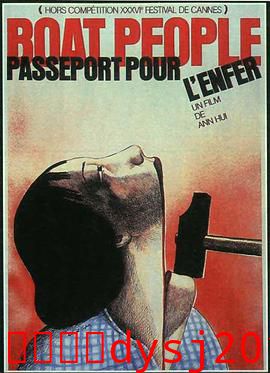 ( HORS COMPÉTITION XXXVIᵉ FESTIVAL DE CANNES )
BOAT PEOPLE
PASSEPORT POUR
L'ENFER
UN FILM
DE
ANN HUI
dysj20